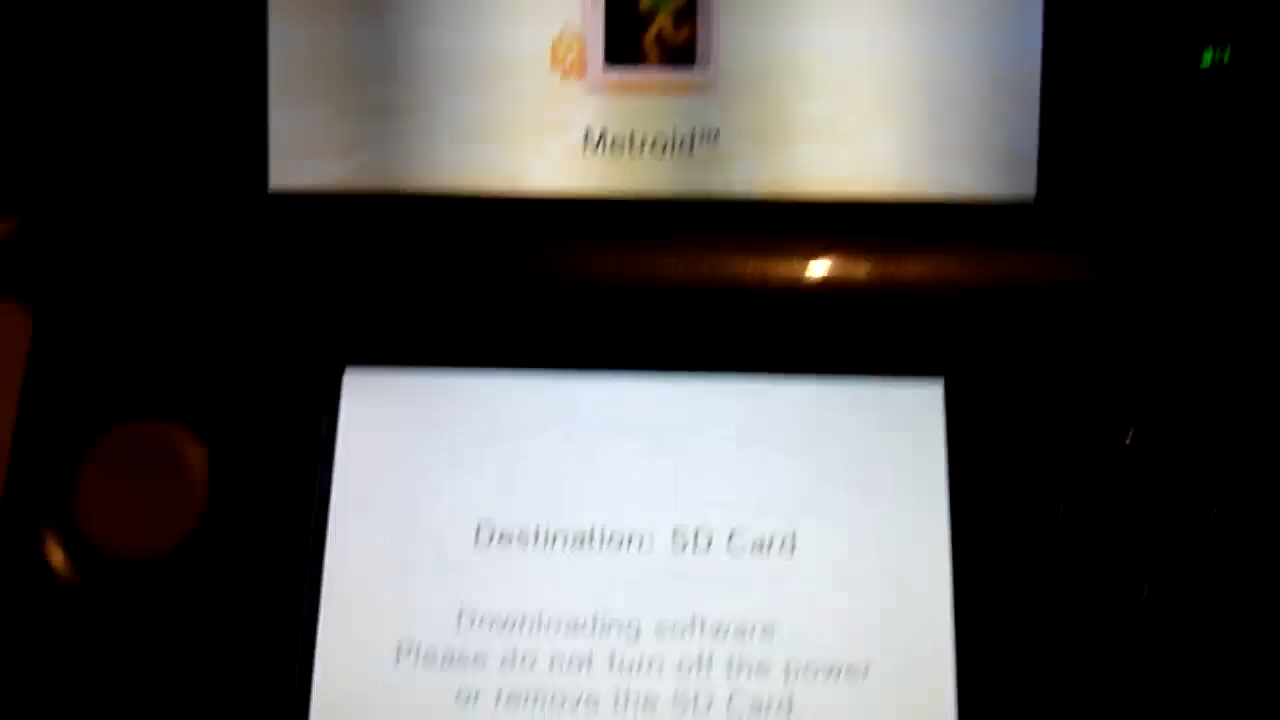 Metroid™
Destination: SD Card
Downloading software
Please do not turn off the power
or remove the SD Card